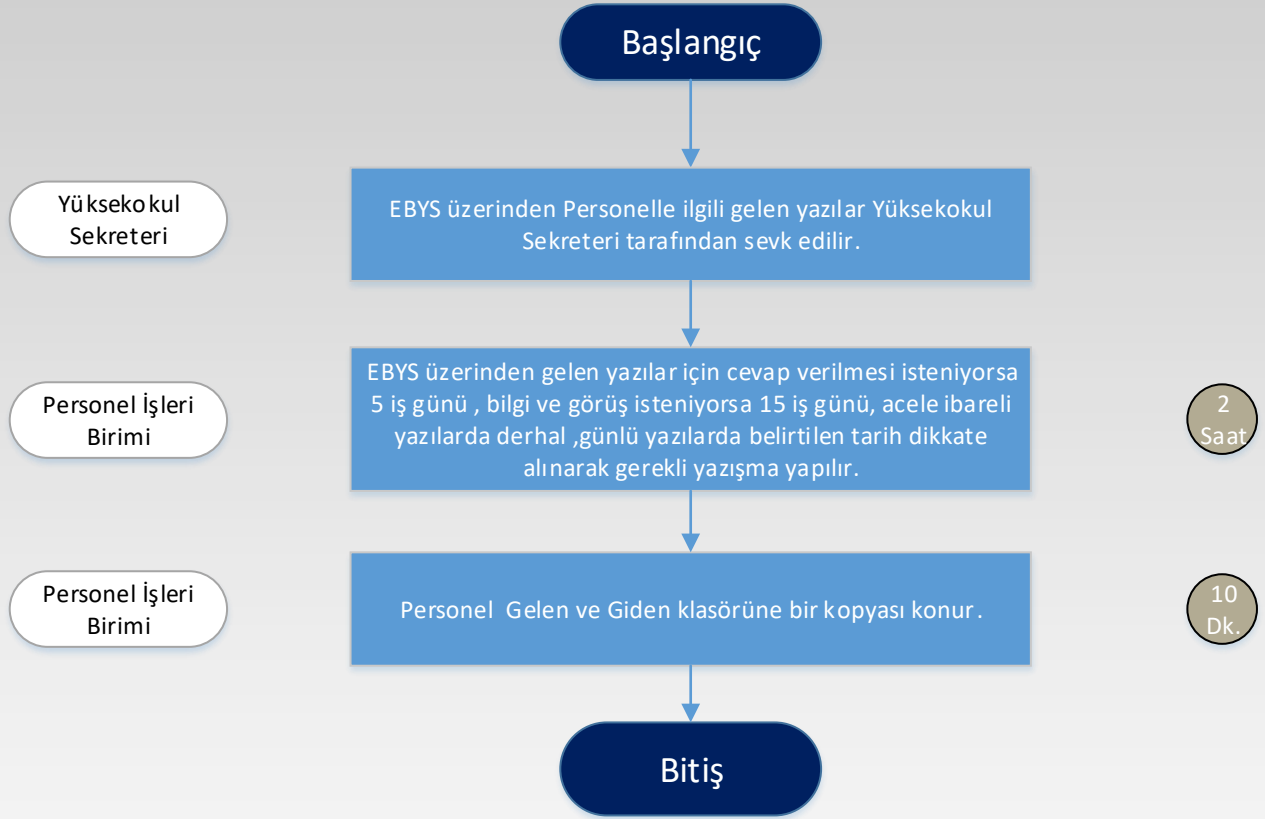 Başlangıç
Yüksekokul
Sekreteri
EBYS üzerinden Personelle ilgili gelen yazılar Yüksekokul
Sekreteri tarafından sevk edilir.
Personel İşleri
Birimi
EBYS üzerinden gelen yazılar için cevap verilmesi isteniyorsa
5 iş günü , bilgi ve görüş isteniyorsa 15 iş günü, acele ibareli
yazılarda derhal ,günlü yazılarda belirtilen tarih dikkate
alınarak gerekli yazışma yapılır.
2
Saat
Personel İşleri
Birimi
Personel  Gelen ve Giden klasörüne bir kopyası konur.
10
Dk.
Bitiş